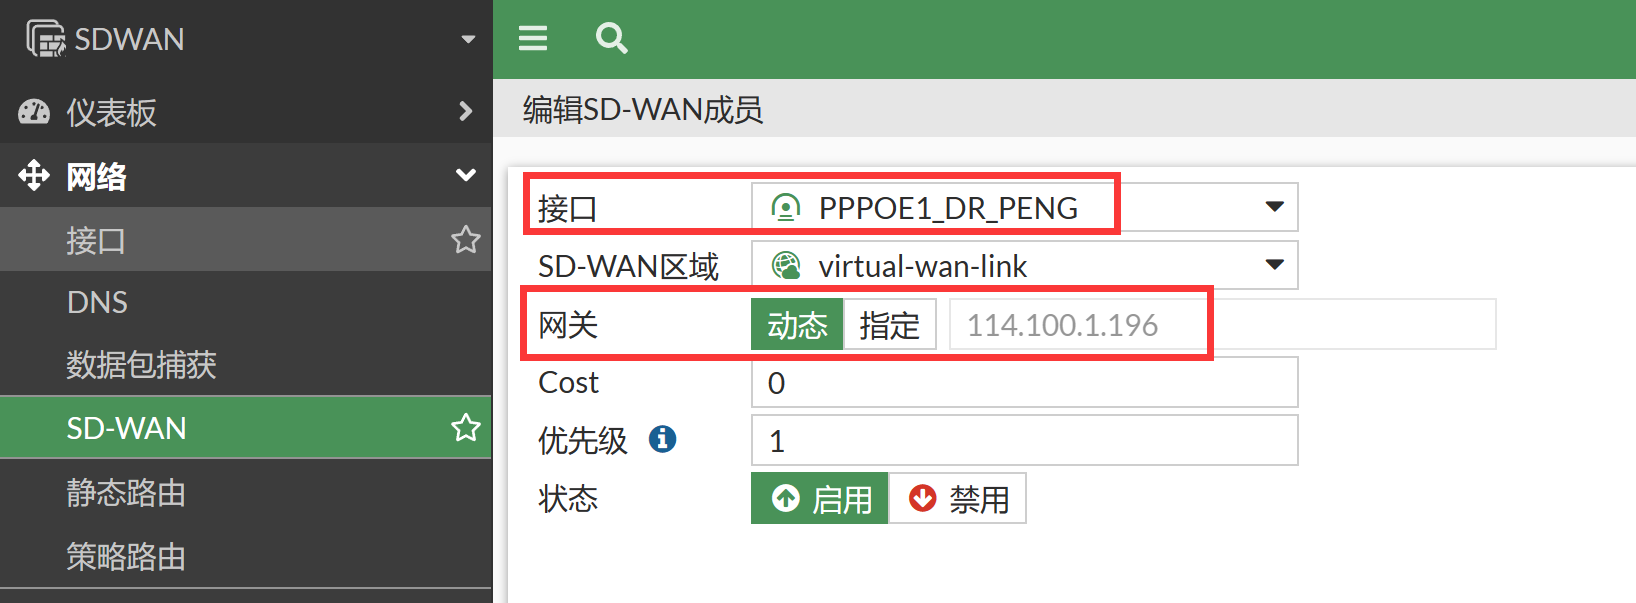 SDWAN
仪表板
网络
接口
DNS
数据包捕获
SD-WAN
静态路由
策略路由
编辑SD-WAN成员
接口 PPPOE1_DR_PENG
SD-WAN区域 virtual-wan-link
网关 动态 指定 114.100.1.196
Cost 0
优先级 1
状态 启用 禁用